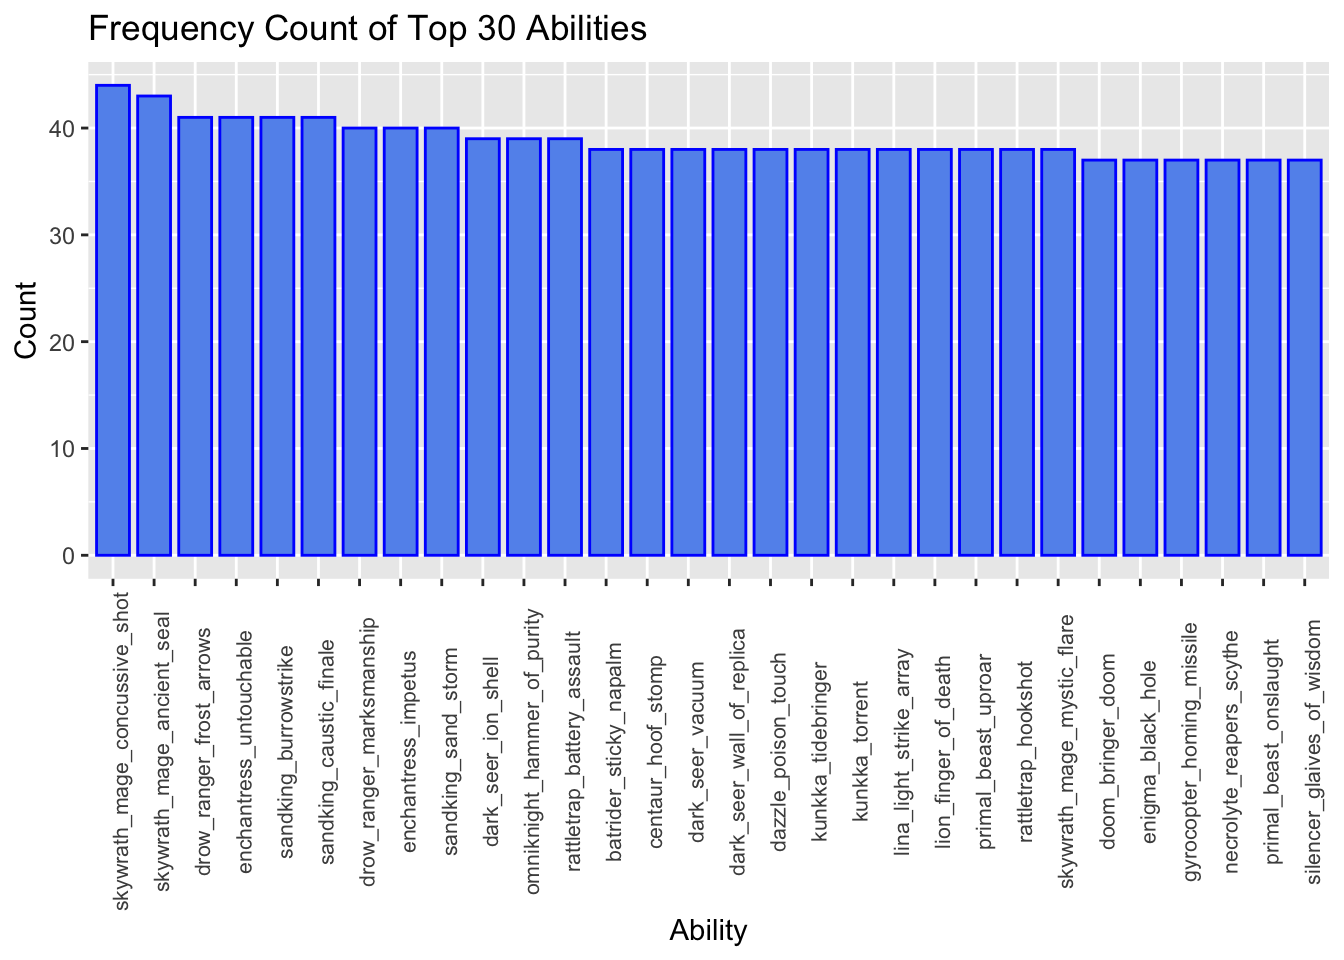 Frequency Count of Top 30 Abilities
Count
40
30
20
10
0
skywrath_mage_concussive_shot
skywrath_mage_ancient_seal
drow_ranger_frost_arrows
enchantress_untouchable
sandking_burrowstrike
sandking_caustic_finale
drow_ranger_marksmanship
enchantress_impetus
sandking_sand_storm
dark_seer_ion_shell
omniknight_hammer_of_purity
rattletrap_battery_assault
batrider_sticky_napalm
centaur_hoof_stomp
dark_seer_vacuum
dark_seer_wall_of_replica
dazzle_poison_touch
kunkka_tidebringer
kunkka_torrent
lina_light_strike_array
lion_finger_of_death
primal_beast_uproar
rattletrap_hookshot
skywrath_mage_mystic_flare
doom_bringer_doom
enigma_black_hole
gyrocopter_homing_missile
necrolyte_reapers_scythe
primal_beast_onslaught
silencer_glaives_of_wisdom
Ability